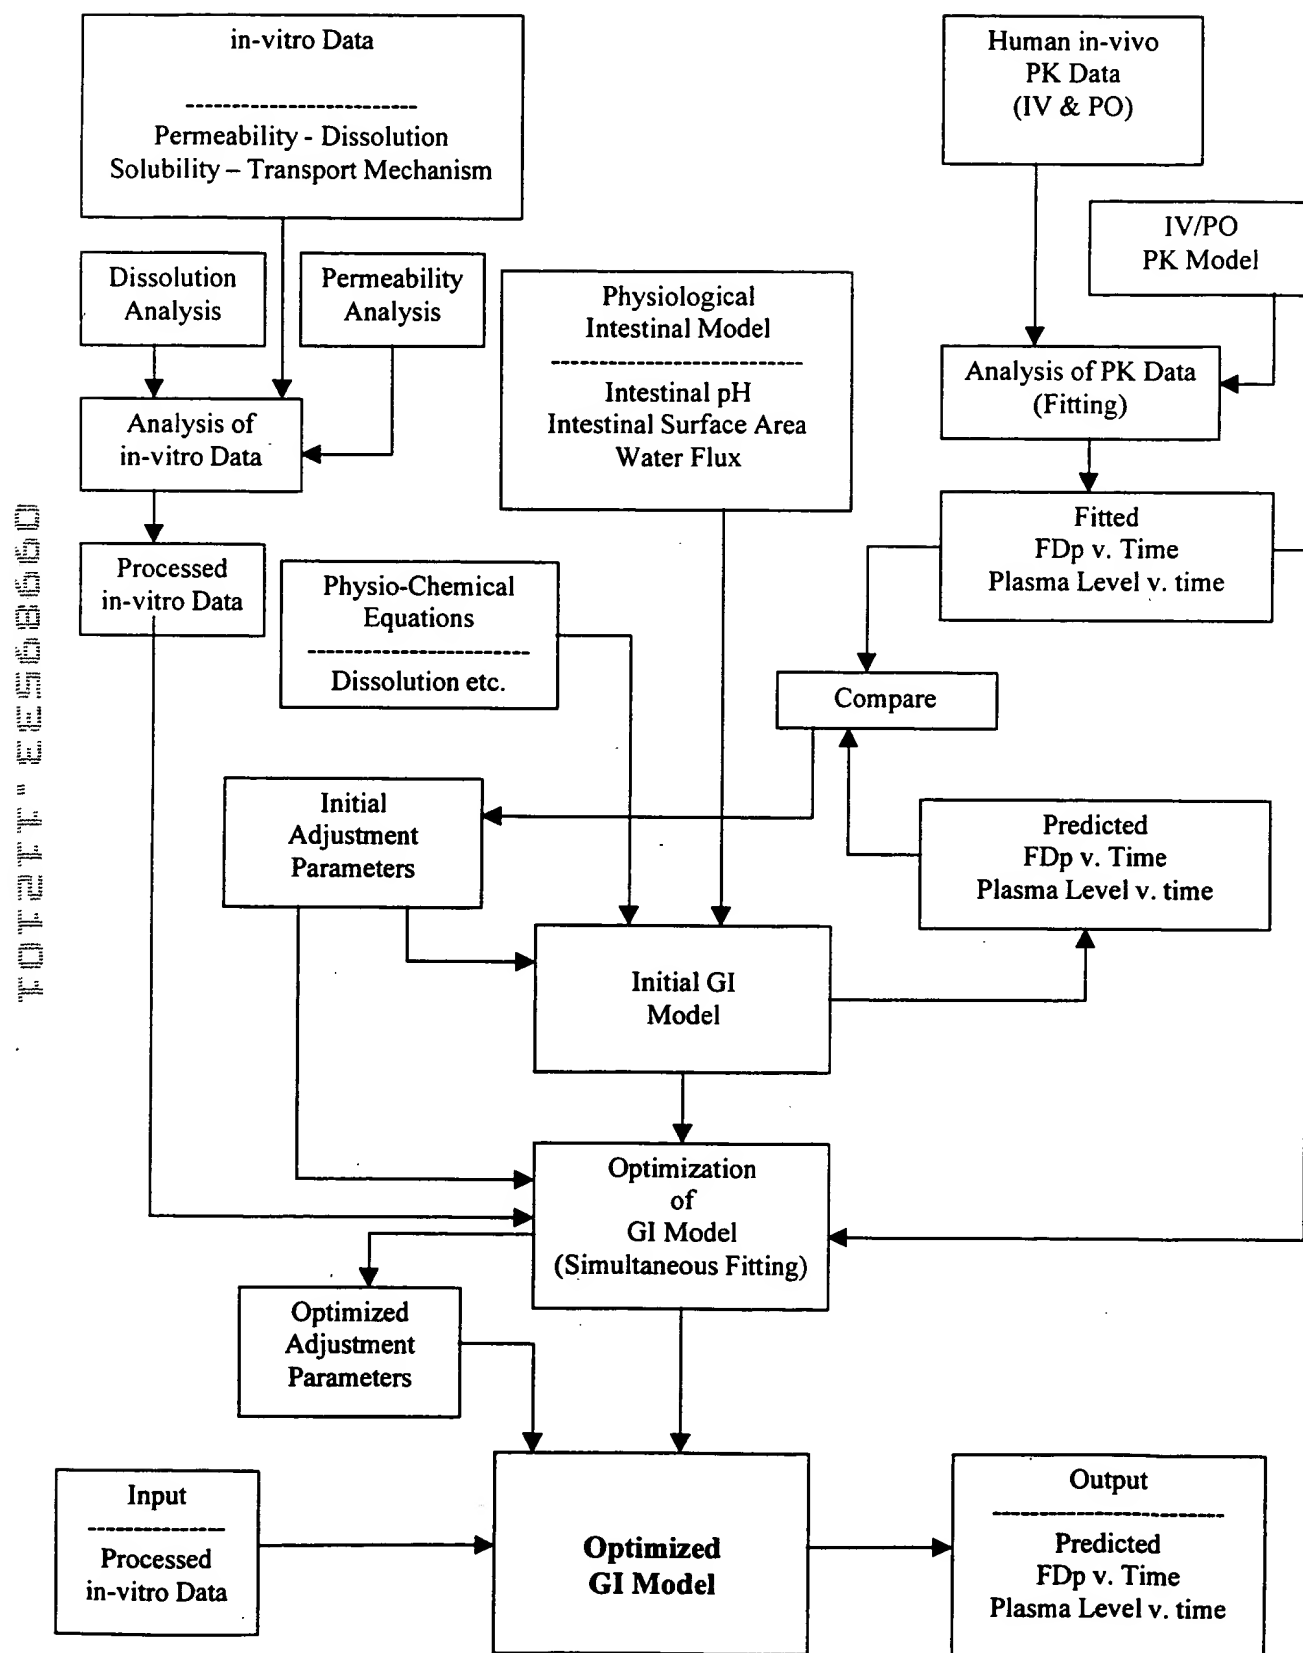 in-vitro Data
Permeability - Dissolution
Solubility – Transport Mechanism
Human in-vivo
PK Data
(IV & PO)
IV/PO
PK Model
Dissolution
Analysis
Permeability
Analysis
Physiological
Intestinal Model
Intestinal pH
Intestinal Surface Area
Water Flux
Analysis of PK Data
(Fitting)
Analysis of
in-vitro Data
Fitted
FDp v. Time
Plasma Level v. time
Processed
in-vitro Data
Physio-Chemical
Equations
Dissolution etc.
Compare
Initial
Adjustment
Parameters
Predicted
FDp v. Time
Plasma Level v. time
Initial GI
Model
Optimization
of
GI Model
(Simultaneous Fitting)
Optimized
Adjustment
Parameters
Input
Processed
in-vitro Data
Optimized
GI Model
Output
Predicted
FDp v. Time
Plasma Level v. time